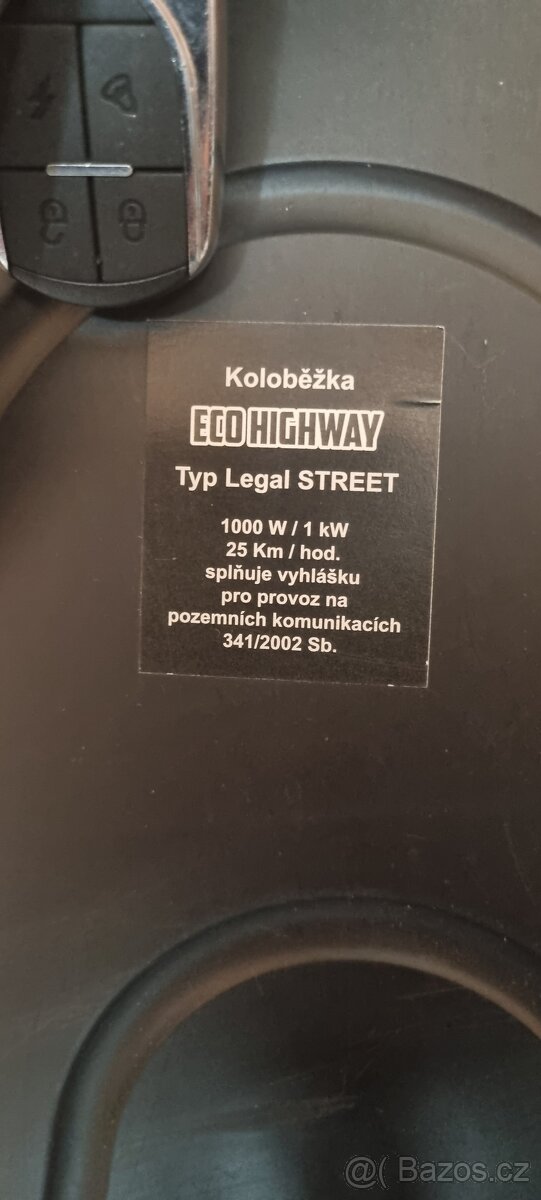 Koloběžka
ECO HIGHWAY
Typ Legal STREET
1000 W / 1 kW
25 Km / hod.
splňuje vyhlášku
pro provoz na
pozemních komunikacích
341/2002 Sb.
@( Bazos.cz